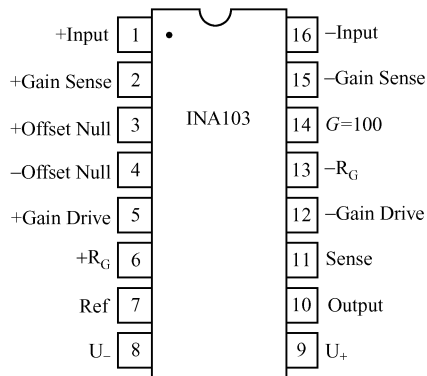 +Input 1 16 −Input
+Gain Sense 2 15 −Gain Sense
INA103
+Offset Null 3 14 G=100
−Offset Null 4 13 −RG
+Gain Drive 5 12 −Gain Drive
+RG 6 11 Sense
Ref 7 10 Output
U− 8 9 U+